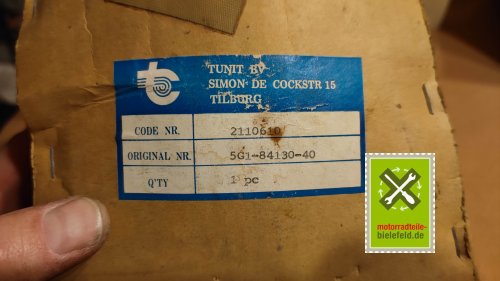 tc
TUNIT BV
SIMON DE COCKSTR 15
TILBURG
CODE NR. 2110610
ORIGINAL NR. 5G1-84130-40
Q'TY 1 pc
motorradteile-
bielefeld.de